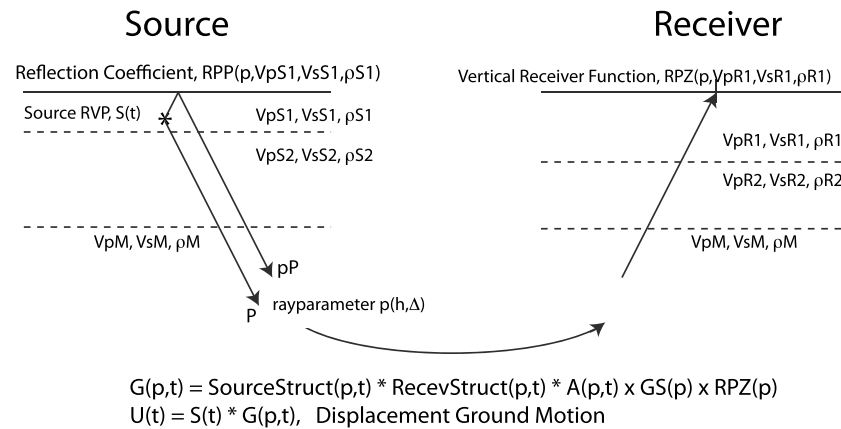 Source
Receiver
Reflection Coefficient, RPP(p,VpS1,VsS1,ρS1)
Vertical Receiver Function, RPZ(p,VpR1,VsR1,ρR1)
Source RVP, S(t)
*
VpS1, VsS1, ρS1
VpS2, VsS2, ρS2
VpR1, VsR1, ρR1
VpR2, VsR2, ρR2
VpM, VsM, ρM
VpM, VsM, ρM
pP
P
rayparameter p(h,Δ)
G(p,t) = SourceStruct(p,t) * RecevStruct(p,t) * A(p,t) x GS(p) x RPZ(p)
U(t) = S(t) * G(p,t), Displacement Ground Motion